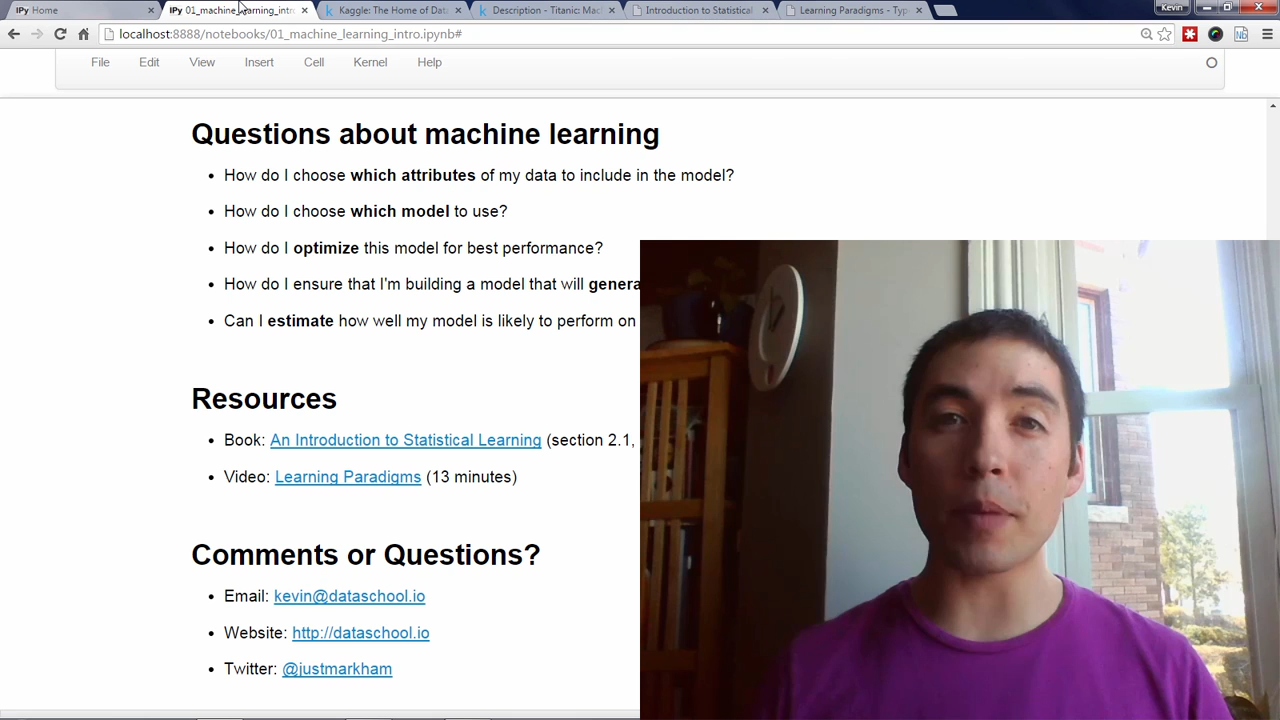 IPy Home
IPy 01_machine_learning_intro
Kaggle: The Home of Dat
Description - Titanic: Mac
Introduction to Statistical
Learning Paradigms - Typ
Kevin
localhost:8888/notebooks/01_machine_learning_intro.ipynb#
File Edit View Insert Cell Kernel Help
Questions about machine learning
• How do I choose which attributes of my data to include in the model?
• How do I choose which model to use?
• How do I optimize this model for best performance?
• How do I ensure that I'm building a model that will genera
• Can I estimate how well my model is likely to perform on
Resources
• Book: An Introduction to Statistical Learning (section 2.1,
• Video: Learning Paradigms (13 minutes)
Comments or Questions?
• Email: kevin@dataschool.io
• Website: http://dataschool.io
• Twitter: @justmarkham